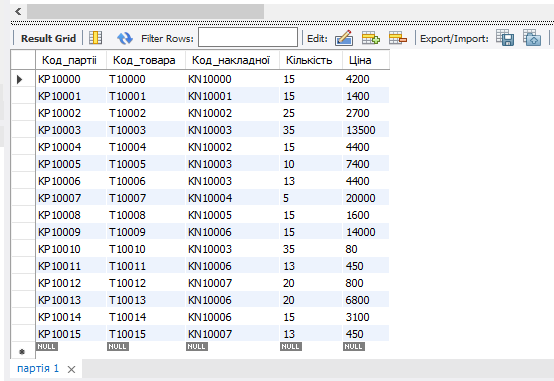 Result Grid Filter Rows: Edit: Export/Import:
Код_партії Код_товара Код_накладної Кількість Ціна
KP10000 T10000 KN10000 15 4200
KP10001 T10001 KN10001 15 1400
KP10002 T10002 KN10002 25 2700
KP10003 T10003 KN10003 35 13500
KP10004 T10004 KN10002 15 4400
KP10005 T10005 KN10003 10 7400
KP10006 T10006 KN10003 13 4400
KP10007 T10007 KN10004 5 20000
KP10008 T10008 KN10005 15 1600
KP10009 T10009 KN10006 15 14000
KP10010 T10010 KN10003 35 80
KP10011 T10011 KN10006 13 450
KP10012 T10012 KN10007 20 800
KP10013 T10013 KN10006 20 6800
KP10014 T10014 KN10006 15 3100
KP10015 T10015 KN10007 13 450
NULL NULL NULL NULL NULL
партія 1